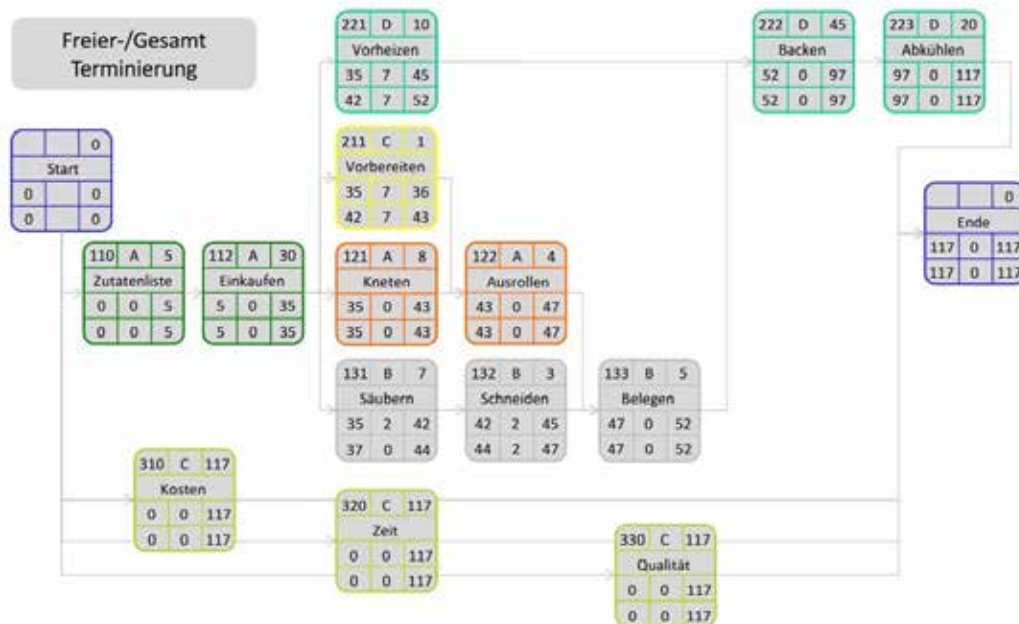 Freier-/Gesamt
Terminierung
0
Start
0 0
0 0
110 A 5
Zutatenliste
0 0 5
0 0 5
112 A 30
Einkaufen
5 0 35
5 0 35
221 D 10
Vorheizen
35 7 45
42 7 52
211 C 1
Vorbereiten
35 7 36
42 7 43
121 A 8
Kneten
35 0 43
35 0 43
122 A 4
Ausrollen
43 0 47
43 0 47
131 B 7
Säubern
35 2 42
37 0 44
132 B 3
Schneiden
42 2 45
44 2 47
133 B 5
Belegen
47 0 52
47 0 52
222 D 45
Backen
52 0 97
52 0 97
223 D 20
Abkühlen
97 0 117
97 0 117
0
Ende
117 0 117
117 0 117
310 C 117
Kosten
0 0 117
0 0 117
320 C 117
Zeit
0 0 117
0 0 117
330 C 117
Qualität
0 0 117
0 0 117